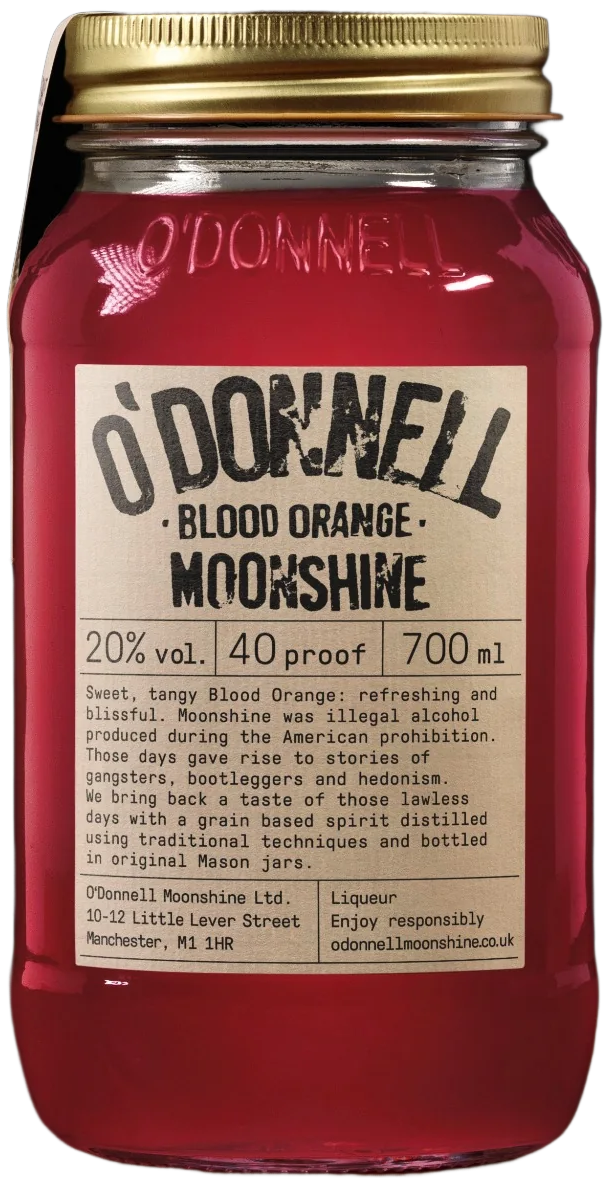 O'DONNELL
O'DONNELL
· BLOOD ORANGE ·
MOONSHINE
20% vol. 40 proof 700 ml
Sweet, tangy Blood Orange: refreshing and
blissful. Moonshine was illegal alcohol
produced during the American prohibition.
Those days gave rise to stories of
gangsters, bootleggers and hedonism.
We bring back a taste of those lawless
days with a grain based spirit distilled
using traditional techniques and bottled
in original Mason jars.
O'Donnell Moonshine Ltd.
10-12 Little Lever Street
Manchester, M1 1HR
Liqueur
Enjoy responsibly
odonnellmoonshine.co.uk